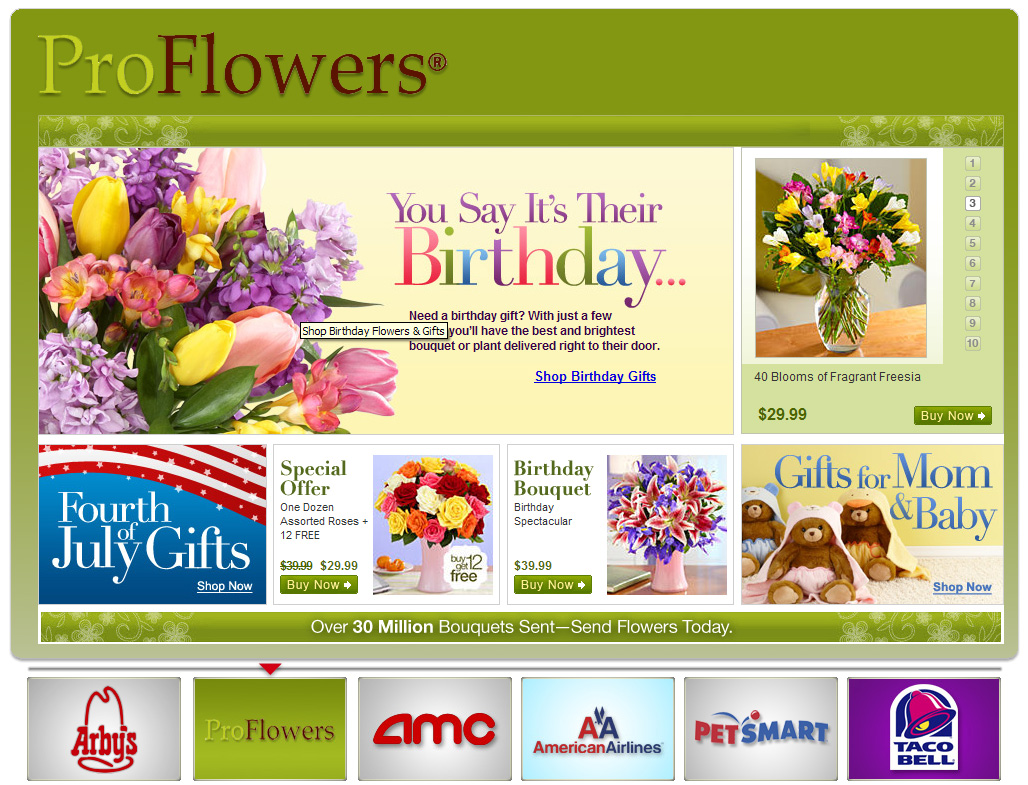 ProFlowers®
You Say It's Their
Birthday...
Need a birthday gift? With just a few
Shop Birthday Flowers & Gifts
you'll have the best and brightest
bouquet or plant delivered right to their door.
Shop Birthday Gifts
1
2
3
4
5
6
7
8
9
10
40 Blooms of Fragrant Freesia
$29.99
Buy Now
Fourth
of
July Gifts
Shop Now
Special
Offer
One Dozen
Assorted Roses +
12 FREE
$39.99 $29.99
Buy Now
buy 12
get
free
Birthday
Bouquet
Birthday
Spectacular
$39.99
Buy Now
Gifts for Mom
& Baby
Shop Now
Over 30 Million Bouquets Sent—Send Flowers Today.
Arby's
ProFlowers
amc
AA
AmericanAirlines
PETSMART
TACO
BELL